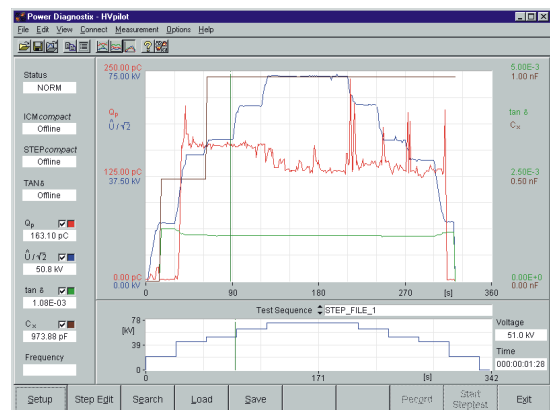 Power Diagnostix - HVpilot
File Edit View Connect Measurement Options Help
Status
NORM
ICMcompact
Offline
STEPcompact
Offline
TANδ
Offline
Qp
163.10 pC
Û/√2
50.8 kV
tan δ
1.08E-03
Cx
973.88 pF
Frequency
250.00 pC
75.00 kV
Qp
Û/√2
125.00 pC
37.50 kV
0.00 pC
0.00 kV
5.00E-3
1.00 nF
tan δ
Cx
2.50E-3
0.50 nF
0.00E+0
0.00 nF
0 90 180 270 [s] 360
Test Sequence STEP_FILE_1
78
[kV]
39
0
0 171 [s] 342
Voltage
51.0 kV
Time
000:00:01:28
Setup Step Edit Search Load Save Record Start Steptest Exit